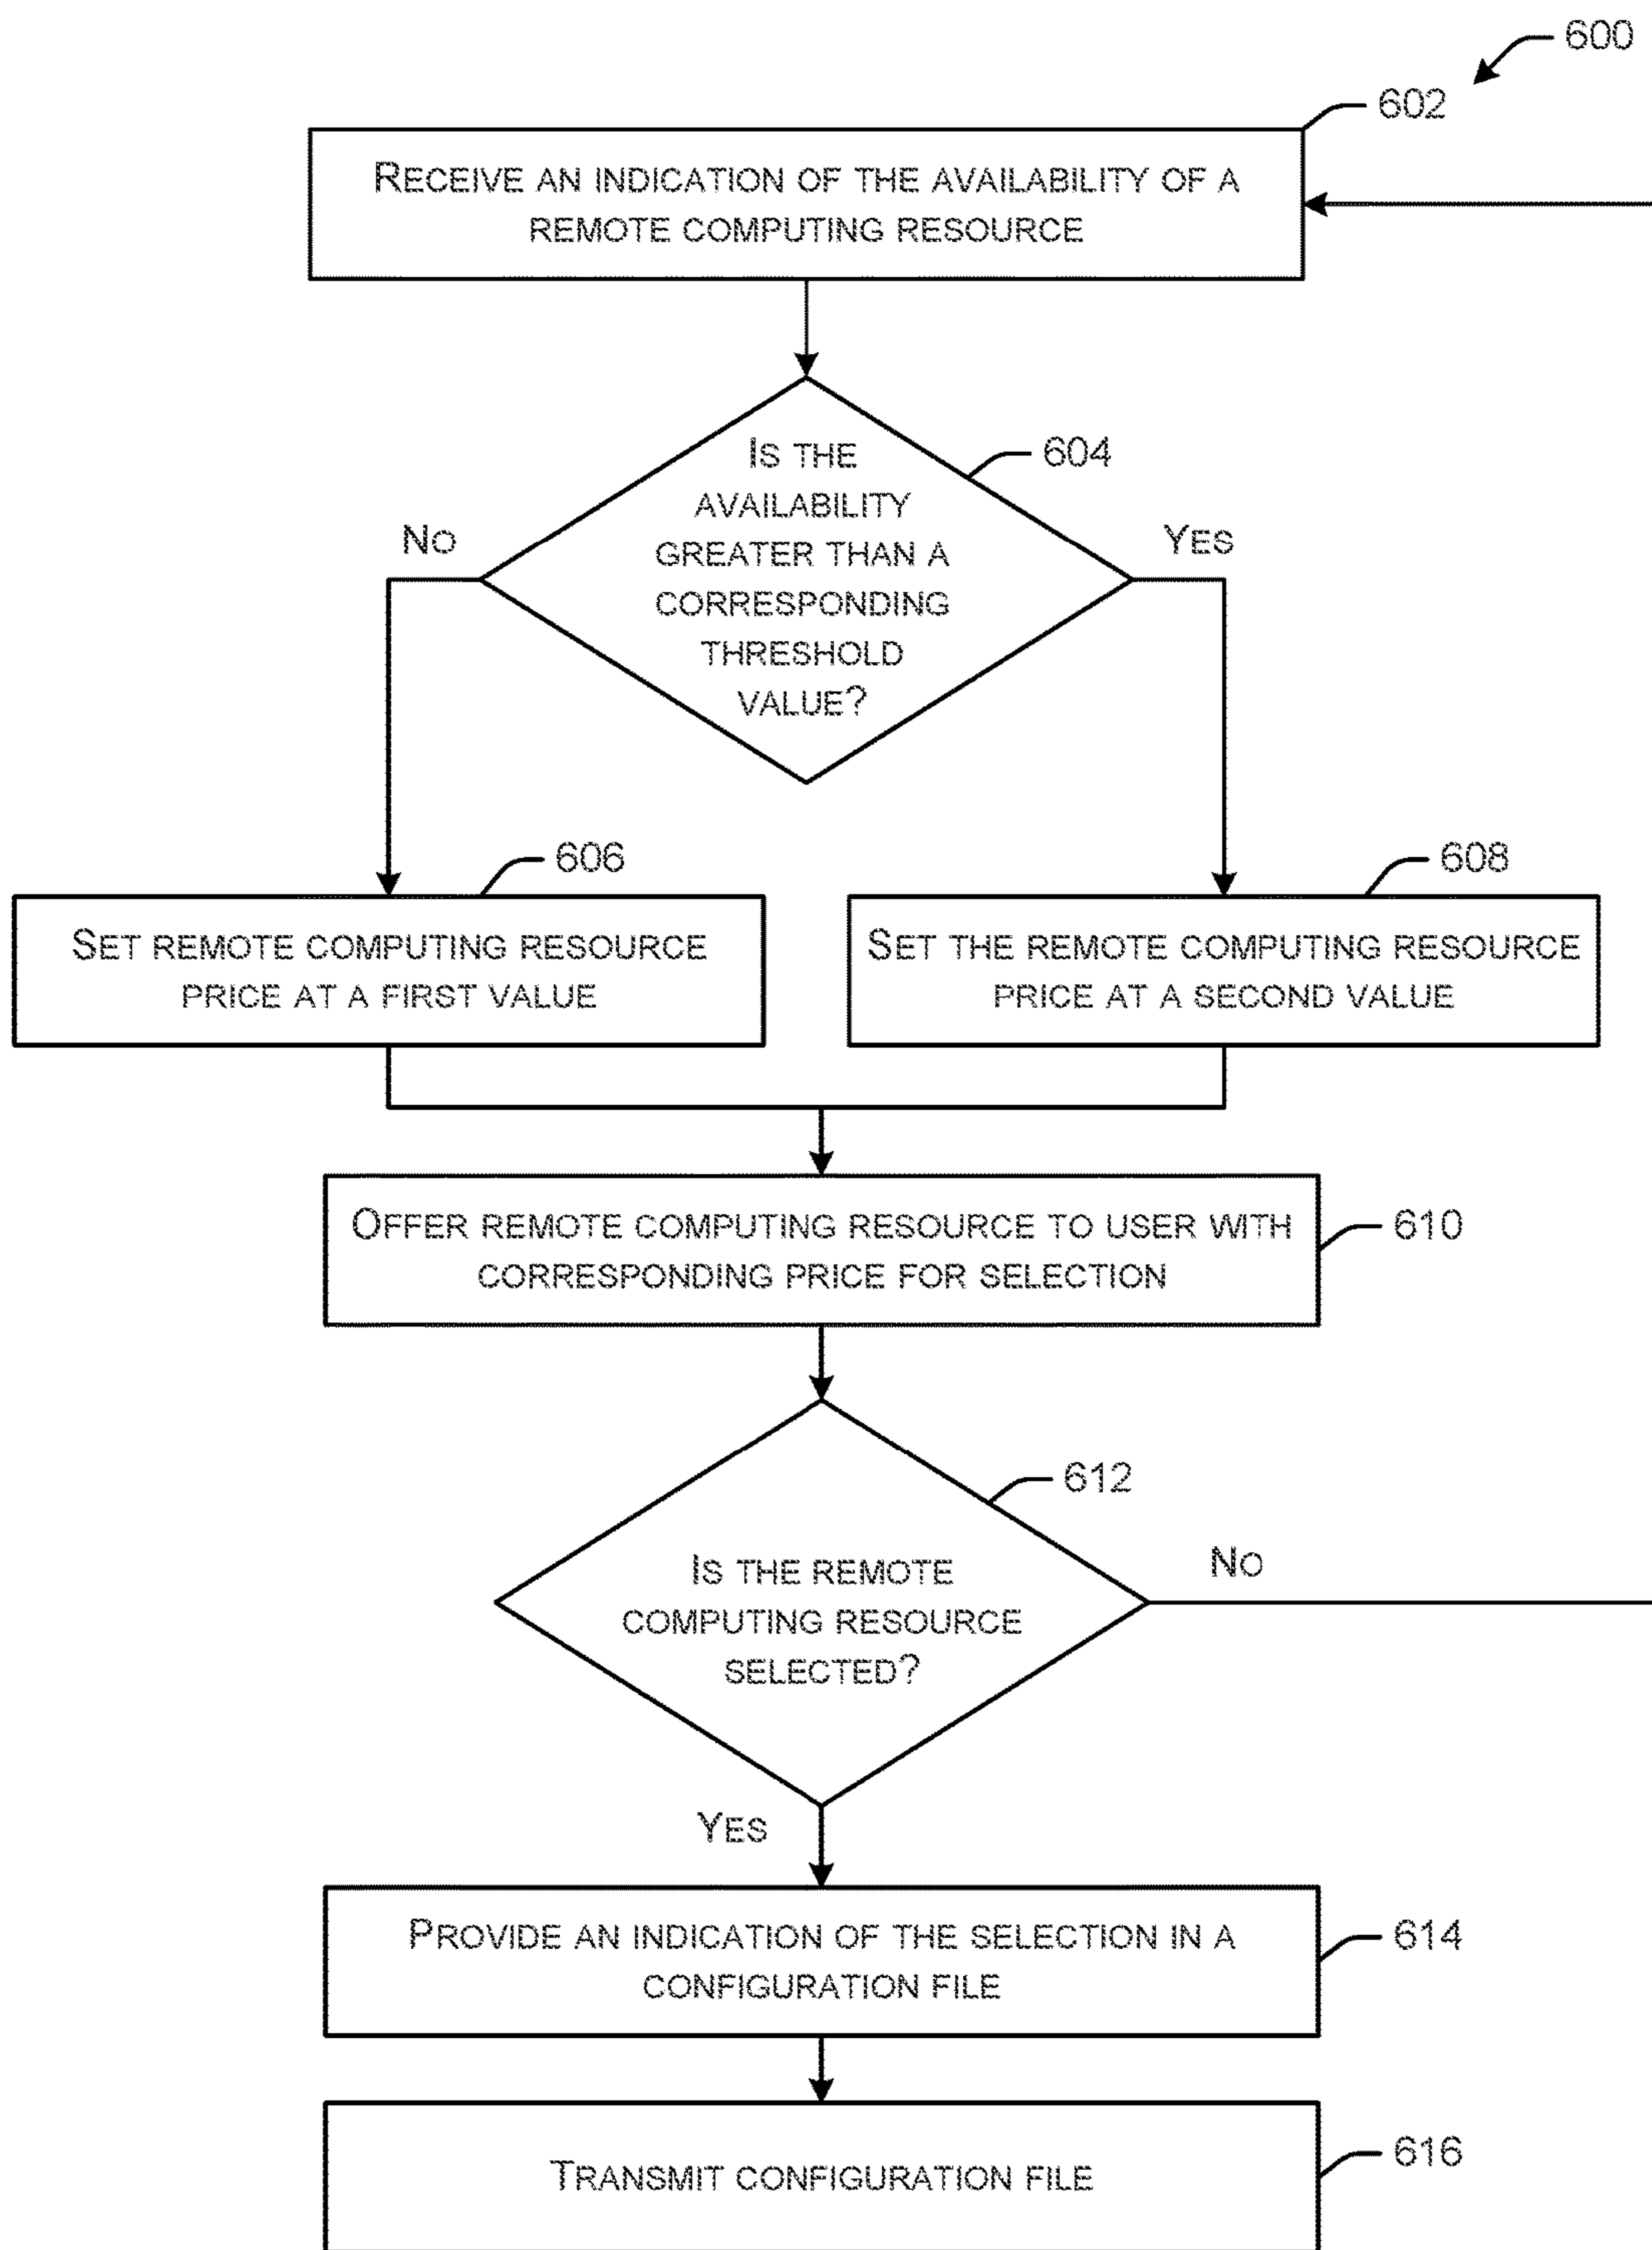 600
602
RECEIVE AN INDICATION OF THE AVAILABILITY OF A
REMOTE COMPUTING RESOURCE
IS THE
AVAILABILITY
GREATER THAN A
CORRESPONDING
THRESHOLD
VALUE?
604
NO
YES
606
608
SET REMOTE COMPUTING RESOURCE
PRICE AT A FIRST VALUE
SET THE REMOTE COMPUTING RESOURCE
PRICE AT A SECOND VALUE
OFFER REMOTE COMPUTING RESOURCE TO USER WITH
CORRESPONDING PRICE FOR SELECTION
610
612
IS THE REMOTE
COMPUTING RESOURCE
SELECTED?
NO
YES
PROVIDE AN INDICATION OF THE SELECTION IN A
CONFIGURATION FILE
614
TRANSMIT CONFIGURATION FILE
616